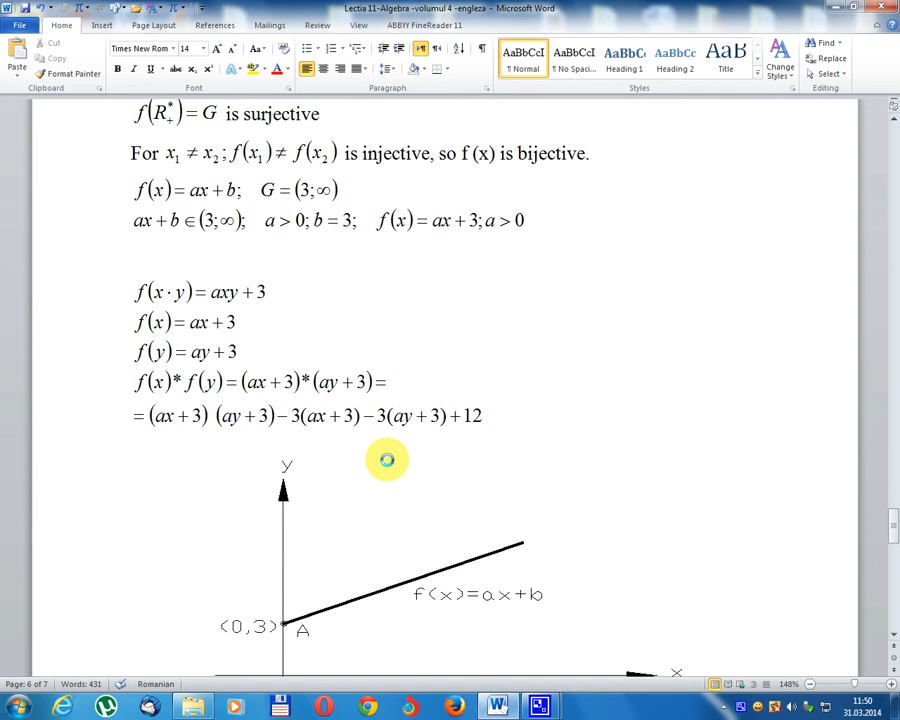 Lectia 11-Algebra -volumul 4 -engleza - Microsoft Word
File Home Insert Page Layout References Mailings Review View ABBYY FineReader 11
Paste Cut Copy Format Painter
Clipboard
Times New Rom 14
Font
Paragraph
AaBbCcI AaBbCcI AaBbC AaBbCc AaB
¶ Normal ¶ No Spaci... Heading 1 Heading 2 Title
Change Styles
Styles
Find Replace Select
Editing
f(R₊*) = G is surjective
For x₁ ≠ x₂ ; f(x₁) ≠ f(x₂) is injective, so f (x) is bijective.
f(x) = ax + b; G = (3; ∞)
ax + b ∈ (3; ∞); a > 0; b = 3; f(x) = ax + 3; a > 0
f(x · y) = axy + 3
f(x) = ax + 3
f(y) = ay + 3
f(x)* f(y) = (ax + 3)* (ay + 3) =
= (ax + 3) (ay + 3) – 3(ax + 3) – 3(ay + 3) + 12
y
f(x)=ax+b
(0,3) A
x
Page: 6 of 7 Words: 431 Romanian 148%
11:50
31.03.2014